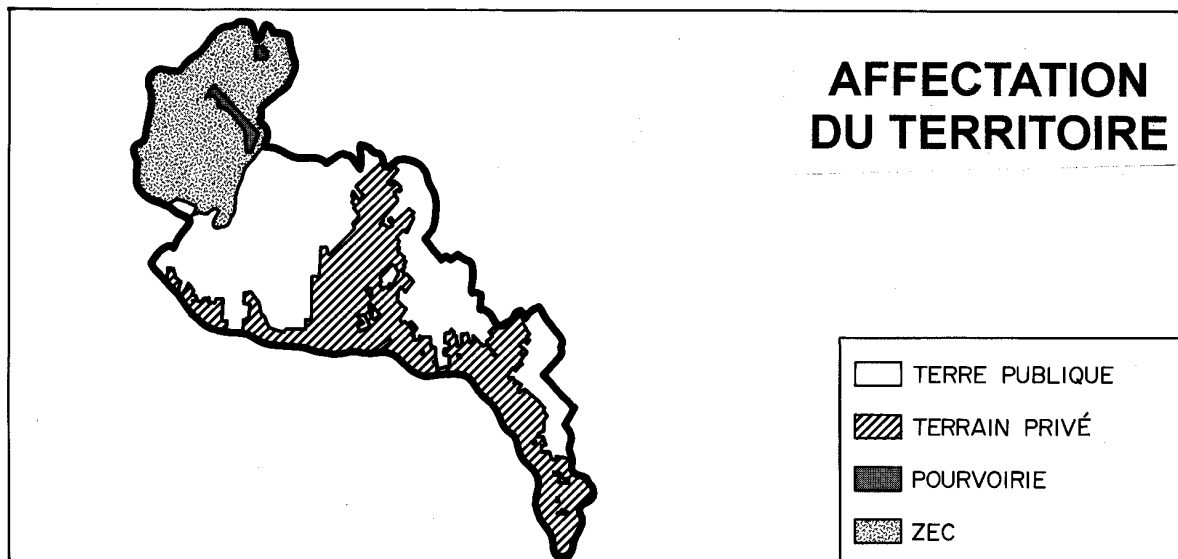 AFFECTATION
DU TERRITOIRE
TERRE PUBLIQUE
TERRAIN PRIVÉ
POURVOIRIE
ZEC